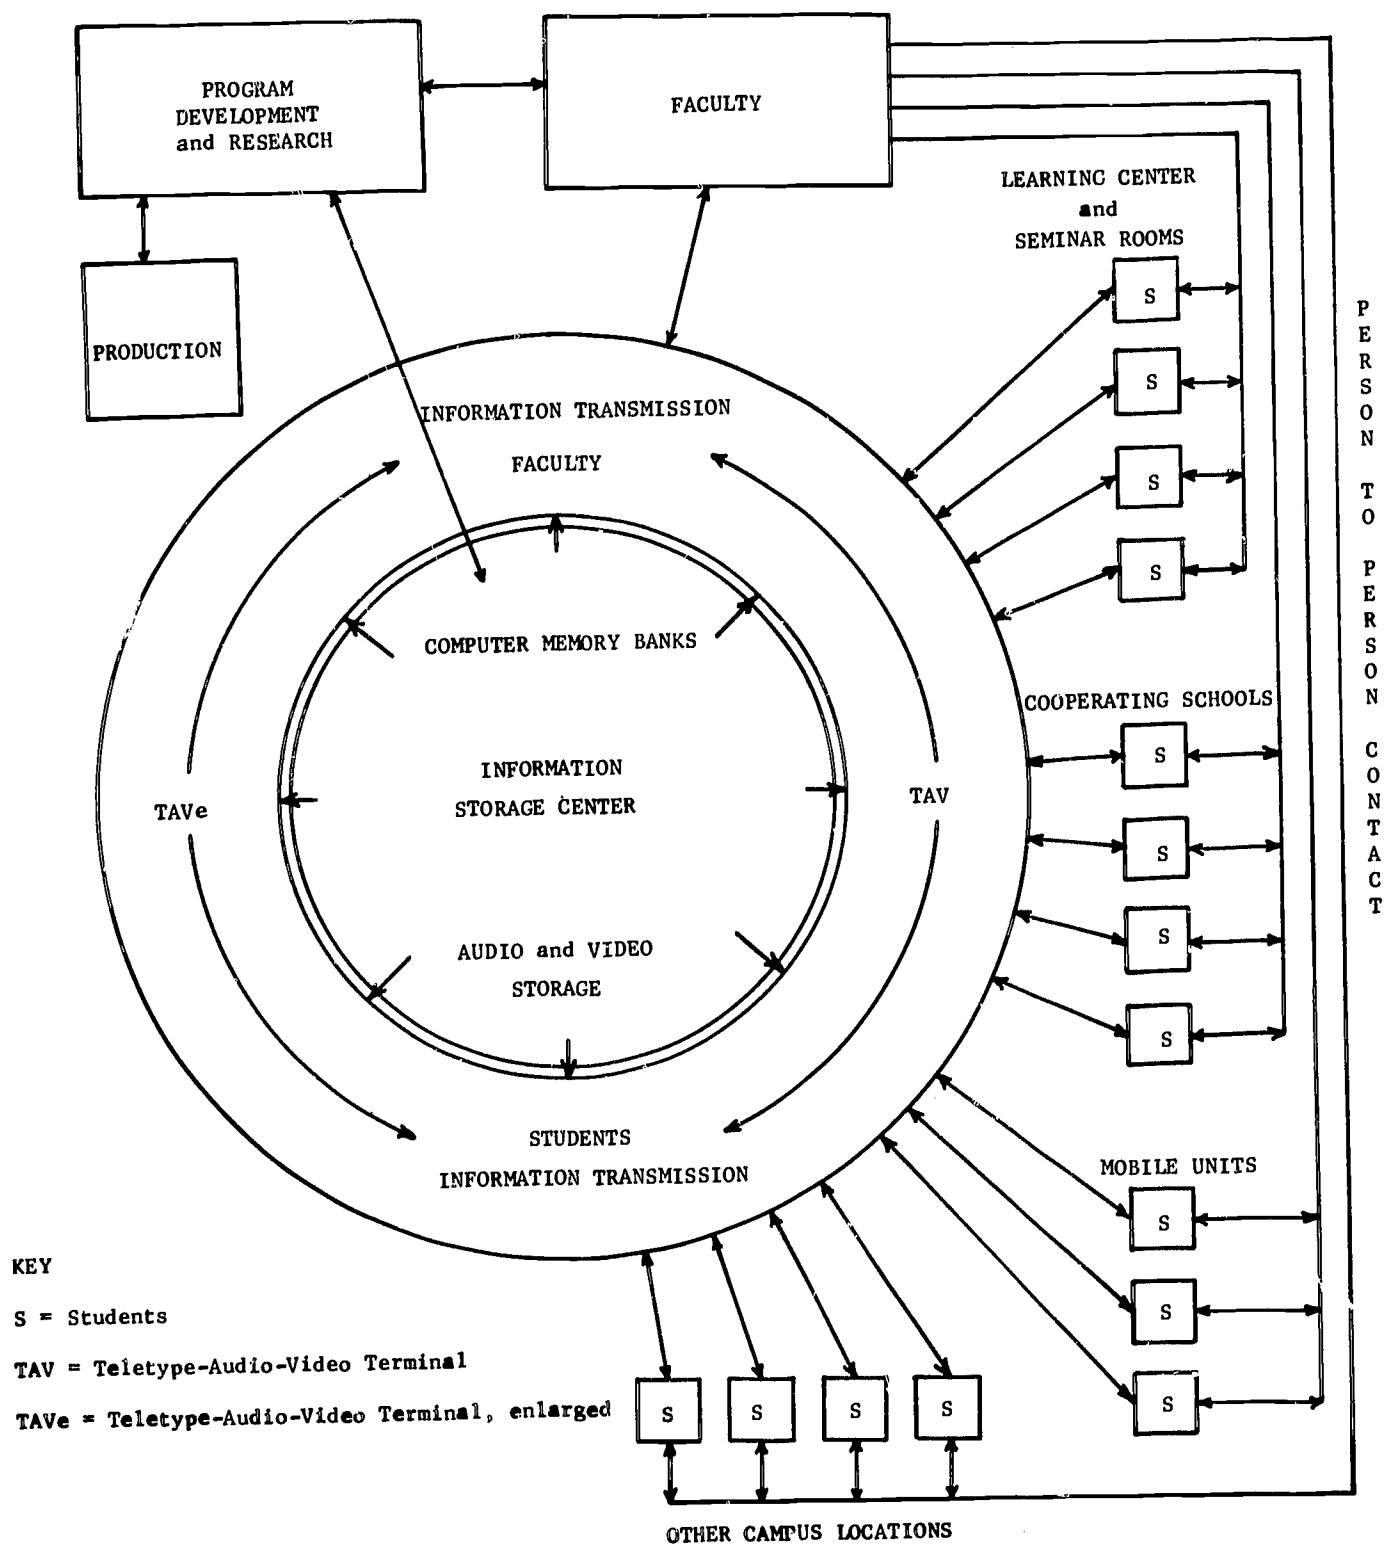 PROGRAM
DEVELOPMENT
and RESEARCH
FACULTY
PRODUCTION
LEARNING CENTER
and
SEMINAR ROOMS
S
S
S
S
PERSON TO PERSON CONTACT
INFORMATION TRANSMISSION
FACULTY
COMPUTER MEMORY BANKS
INFORMATION
STORAGE CENTER
TAVe
TAV
AUDIO and VIDEO
STORAGE
STUDENTS
INFORMATION TRANSMISSION
COOPERATING SCHOOLS
S
S
S
S
MOBILE UNITS
S
S
S
KEY
S = Students
TAV = Teletype-Audio-Video Terminal
TAVe = Teletype-Audio-Video Terminal, enlarged
S
S
S
S
OTHER CAMPUS LOCATIONS